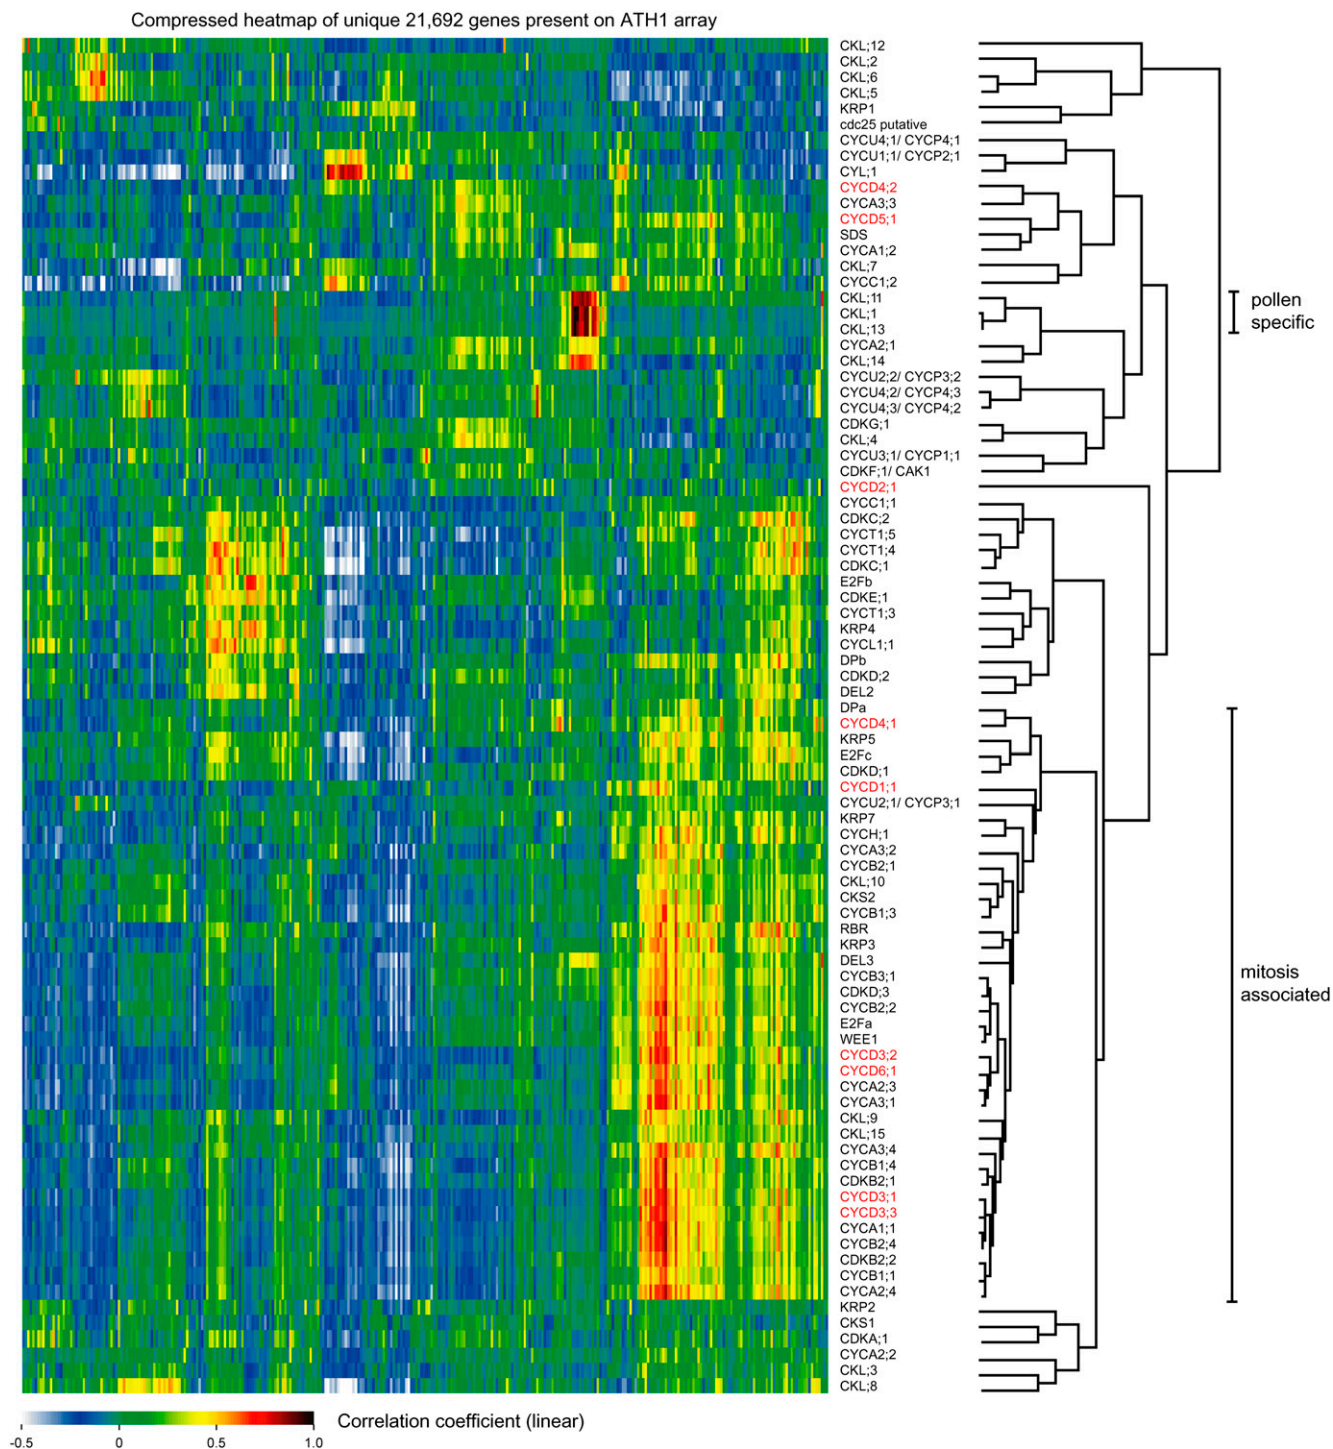 Compressed heatmap of unique 21,692 genes present on ATH1 array
CKL;12
CKL;2
CKL;6
CKL;5
KRP1
cdc25 putative
CYCU4;1/ CYCP4;1
CYCU1;1/ CYCP2;1
CYL;1
CYCD4;2
CYCA3;3
CYCD5;1
SDS
CYCA1;2
CKL;7
CYCC1;2
CKL;11
CKL;1
CKL;13
CYCA2;1
CKL;14
CYCU2;2/ CYCP3;2
CYCU4;2/ CYCP4;3
CYCU4;3/ CYCP4;2
CDKG;1
CKL;4
CYCU3;1/ CYCP1;1
CDKF;1/ CAK1
CYCD2;1
CYCC1;1
CDKC;2
CYCT1;5
CYCT1;4
CDKC;1
E2Fb
CDKE;1
CYCT1;3
KRP4
CYCL1;1
DPb
CDKD;2
DEL2
DPa
CYCD4;1
KRP5
E2Fc
CDKD;1
CYCD1;1
CYCU2;1/ CYCP3;1
KRP7
CYCH;1
CYCA3;2
CYCB2;1
CKL;10
CKS2
CYCB1;3
RBR
KRP3
DEL3
CYCB3;1
CDKD;3
CYCB2;2
E2Fa
WEE1
CYCD3;2
CYCD6;1
CYCA2;3
CYCA3;1
CKL;9
CKL;15
CYCA3;4
CYCB1;4
CDKB2;1
CYCD3;1
CYCD3;3
CYCA1;1
CYCB2;4
CDKB2;2
CYCB1;1
CYCA2;4
KRP2
CKS1
CDKA;1
CYCA2;2
CKL;3
CKL;8
pollen
specific
mitosis
associated
Correlation coefficient (linear)
-0.5 0 0.5 1.0